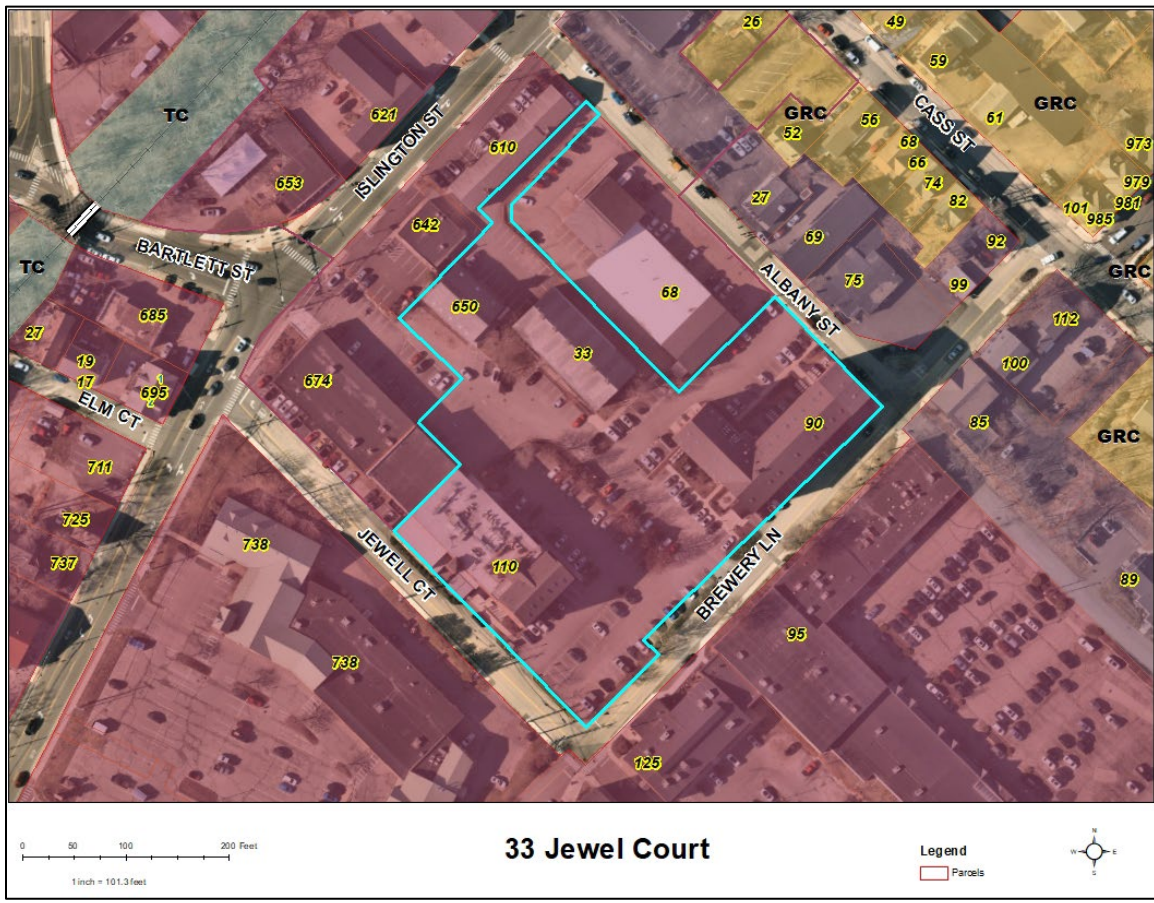 26
49
59
TC
621
GRC
CASS ST
61
GRC
610
52
56
68
66
973
ISLINGTON ST
653
74
979
27
82
101
981
985
642
69
92
BARTLETT ST
TC
ALBANY ST
GRC
75
99
68
650
685
112
27
33
19
100
17
674
1
695
2
ELM CT
85
90
GRC
711
725
JEWELL CT
738
737
110
BREWERY LN
89
95
738
125
0 50 100 200 Feet
1 inch = 101.3 feet
33 Jewel Court
Legend
Parcels
N
W E
S